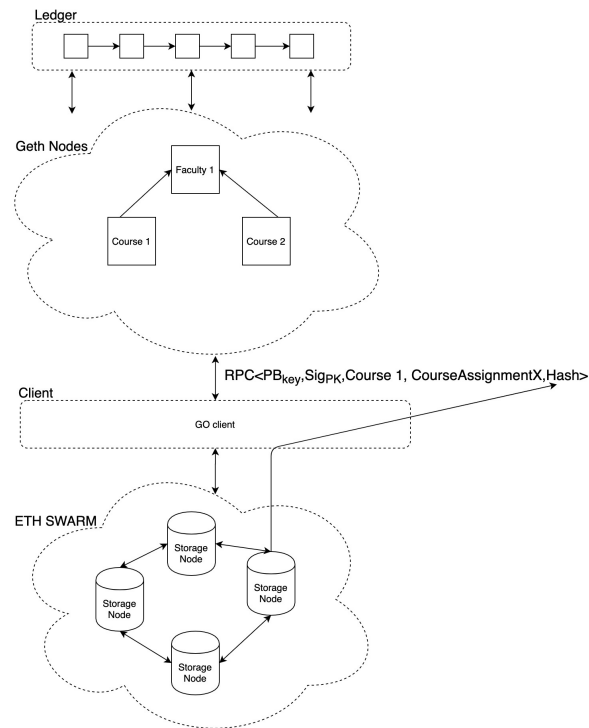 Ledger
Geth Nodes
Faculty 1
Course 1
Course 2
RPC<PBkey,SigPK,Course 1, CourseAssignmentX,Hash>
Client
GO client
ETH SWARM
Storage
Node
Storage
Node
Storage
Node
Storage
Node